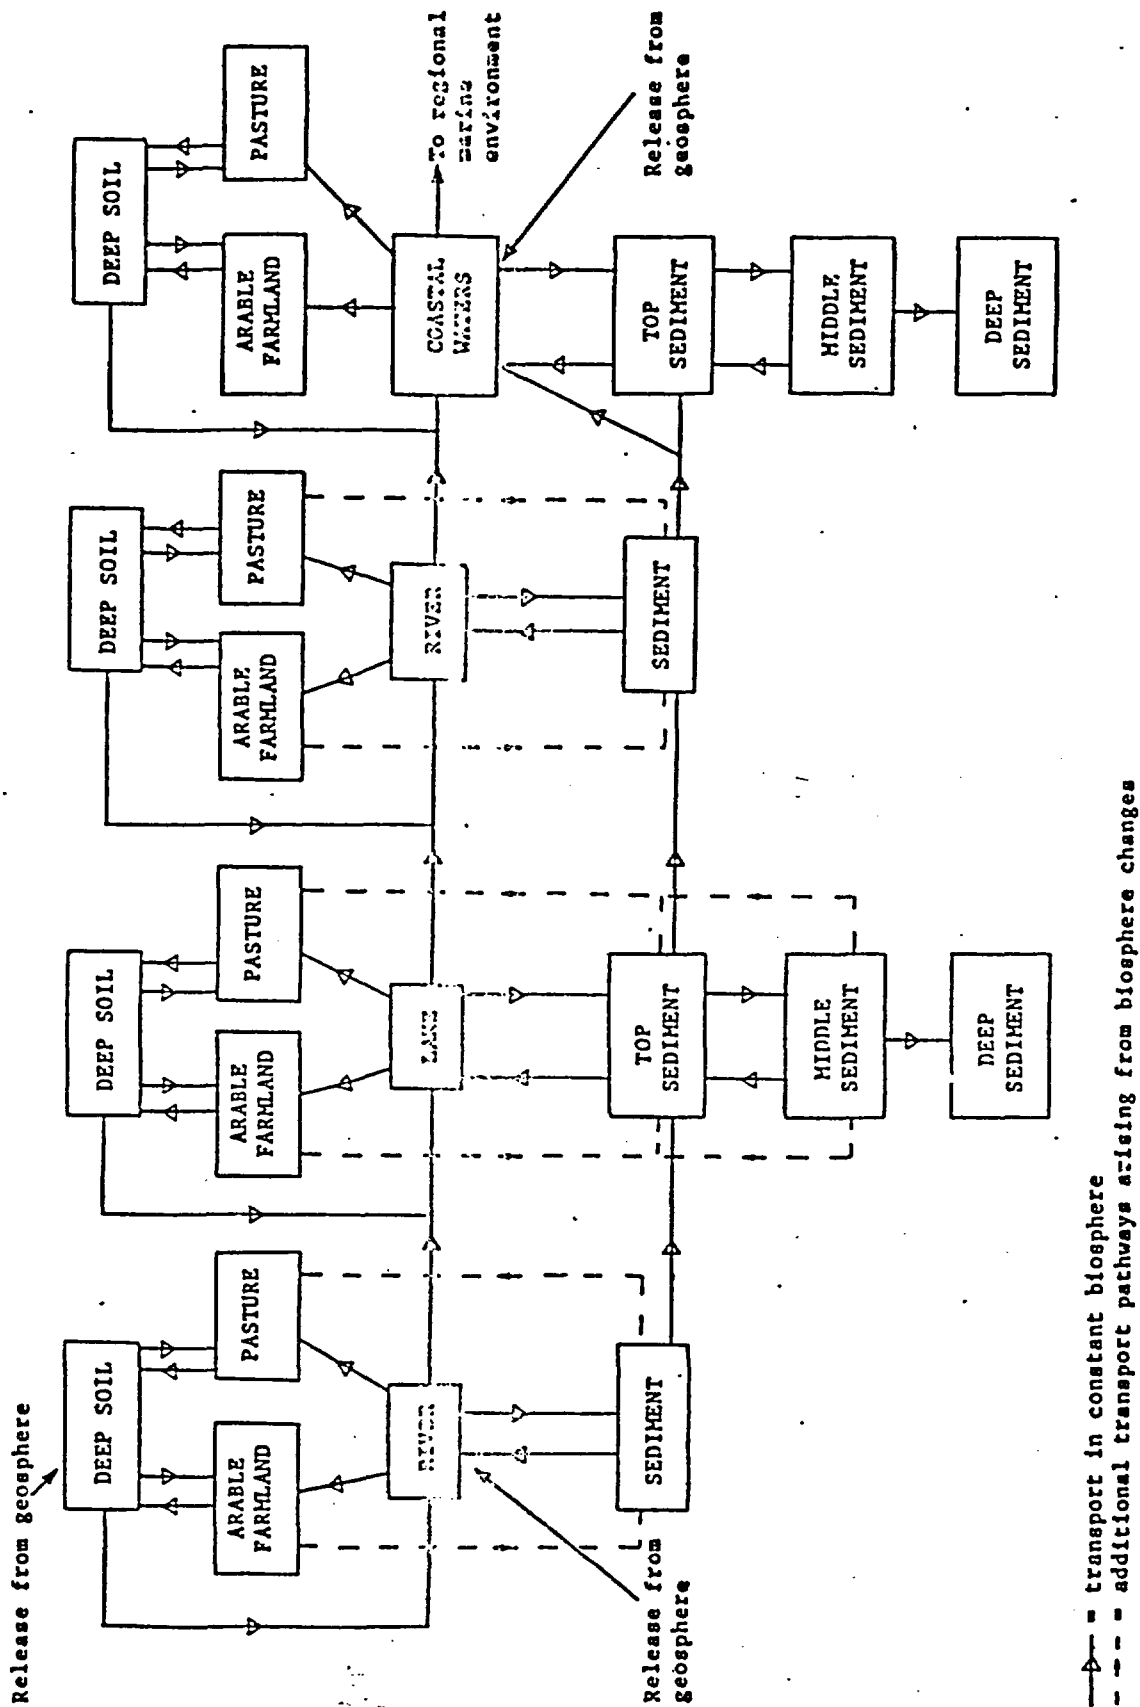 Release from geosphere
DEEP SOIL
ARABLE
FARMLAND
PASTURE
RIVER
SEDIMENT
Release from
geosphere
DEEP SOIL
ARABLE
FARMLAND
PASTURE
LAKE
TOP
SEDIMENT
MIDDLE
SEDIMENT
DEEP
SEDIMENT
DEEP SOIL
ARABLE
FARMLAND
PASTURE
RIVER
SEDIMENT
DEEP SOIL
ARABLE
FARMLAND
PASTURE
COASTAL
WATERS
To regional
marine
environment
Release from
geosphere
TOP
SEDIMENT
MIDDLE
SEDIMENT
DEEP
SEDIMENT
= transport in constant biosphere
= additional transport pathways arising from biosphere changes